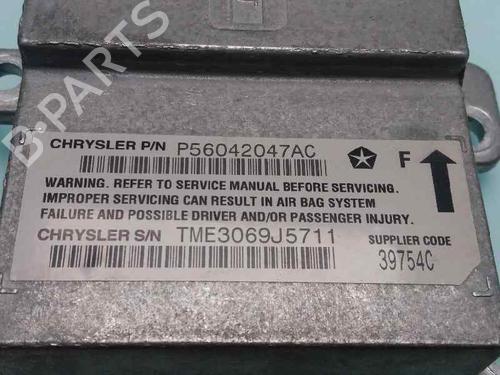 B-PARTS
CHRYSLER P/N P56042047AC
F
WARNING. REFER TO SERVICE MANUAL BEFORE SERVICING.
IMPROPER SERVICING CAN RESULT IN AIR BAG SYSTEM
FAILURE AND POSSIBLE DRIVER AND/OR PASSENGER INJURY.
CHRYSLER S/N TME3069J5711
SUPPLIER CODE
39754C